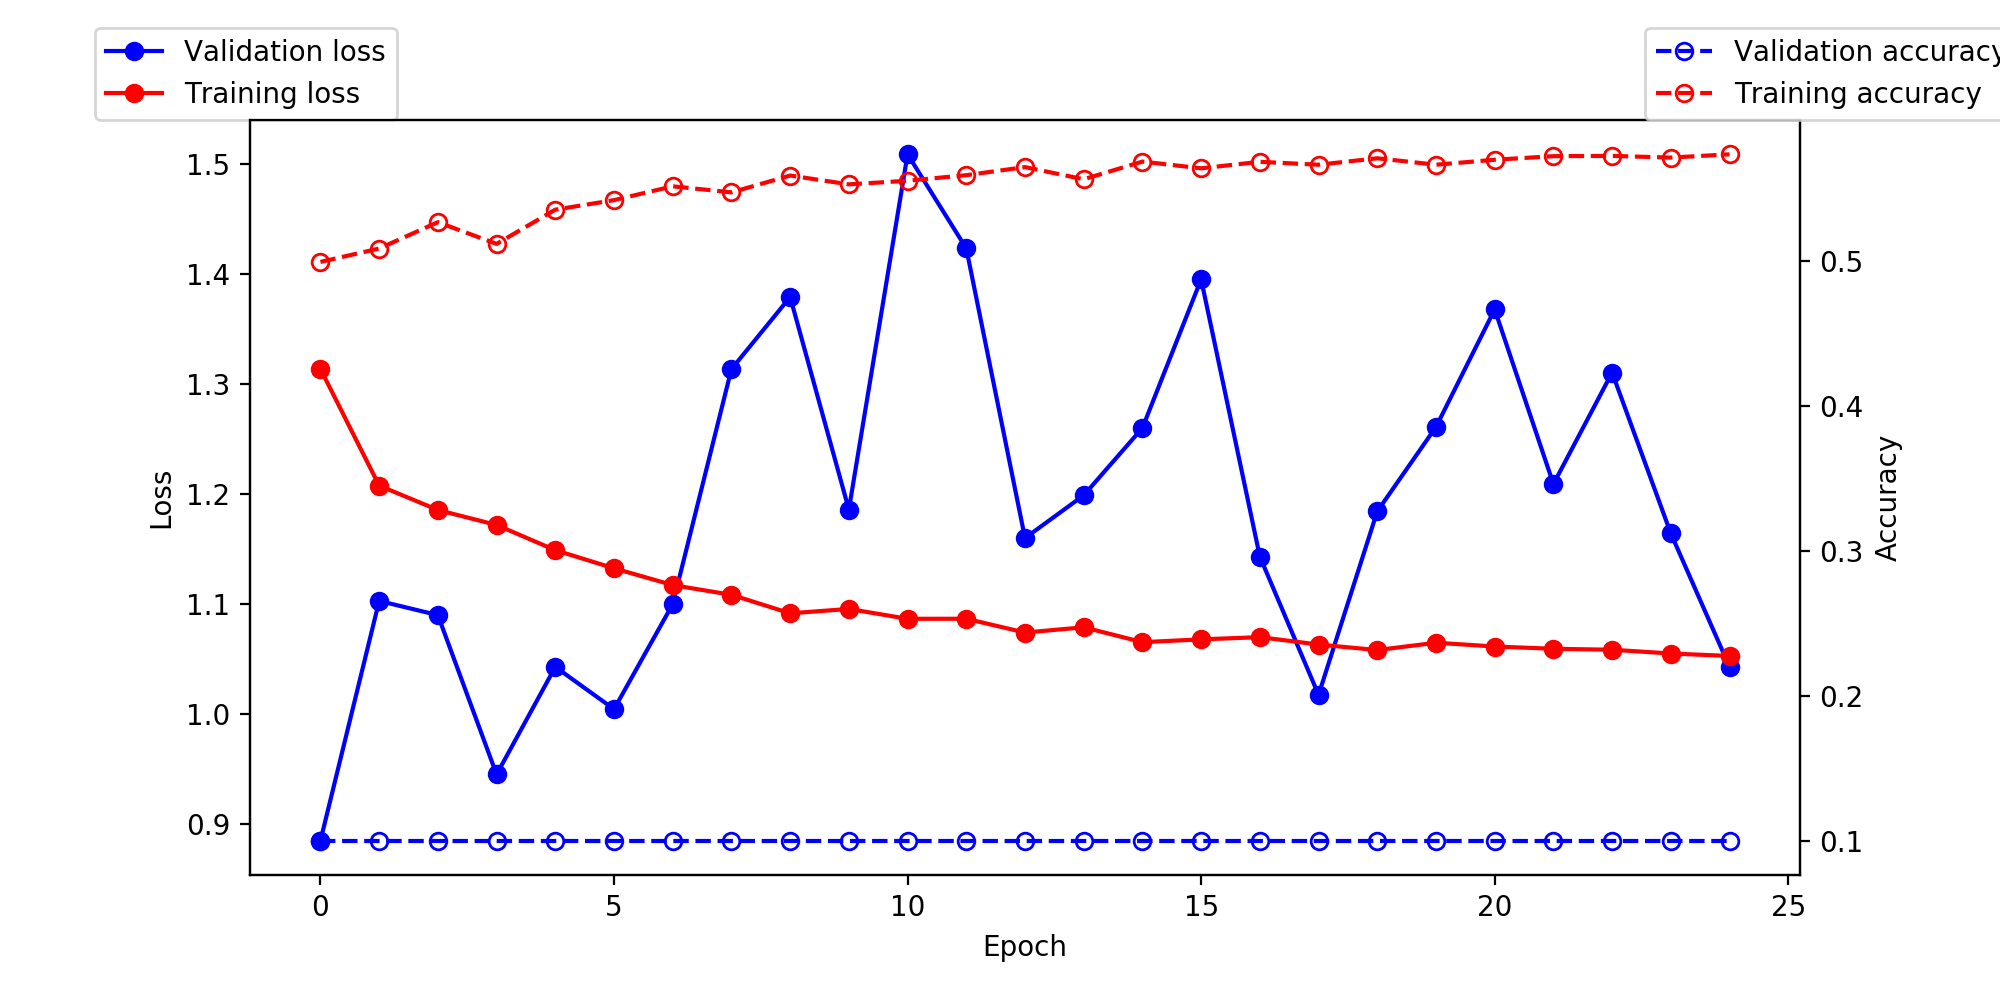 Validation loss
Training loss
Validation accuracy
Training accuracy
1.5
1.4
1.3
1.2
1.1
1.0
0.9
Loss
0.5
0.4
0.3
0.2
0.1
Accuracy
0 5 10 15 20 25
Epoch